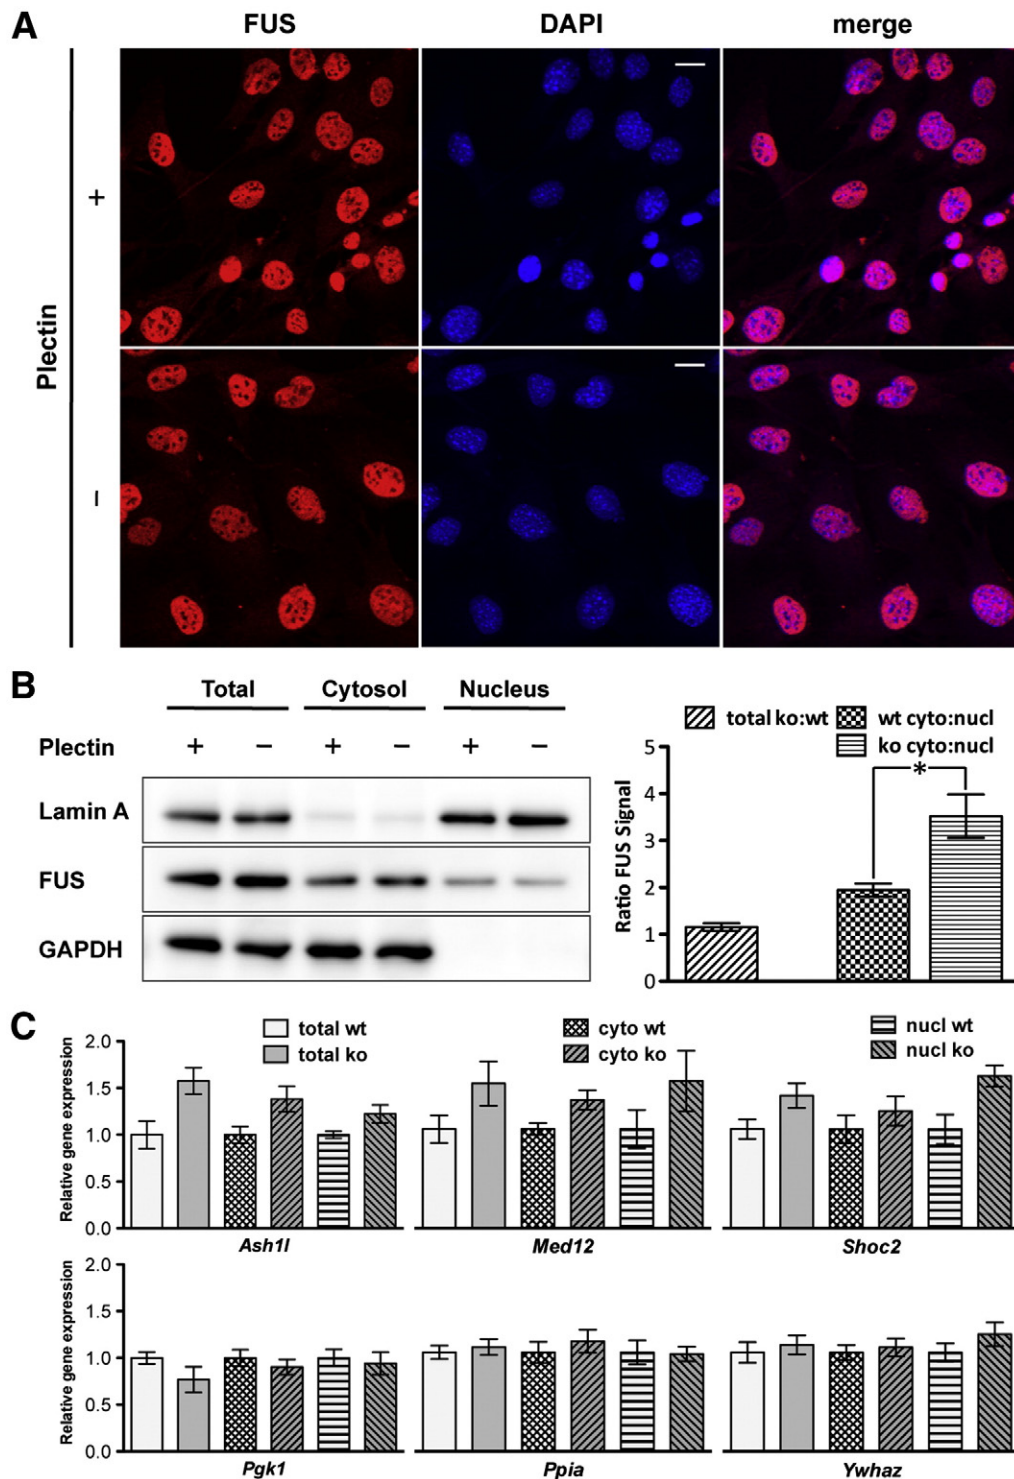 A
FUS DAPI merge
Plectin
+
–
B
Total Cytosol Nucleus
Plectin + – + – + –
Lamin A
FUS
GAPDH
total ko:wt wt cyto:nucl
ko cyto:nucl
Ratio FUS Signal
5
4
3
2
1
0
*
C
total wt cyto wt nucl wt
total ko cyto ko nucl ko
Relative gene expression
2.0
1.5
1.0
0.5
0.0
Ash1l Med12 Shoc2
Relative gene expression
2.0
1.5
1.0
0.5
0.0
Pgk1 Ppia Ywhaz